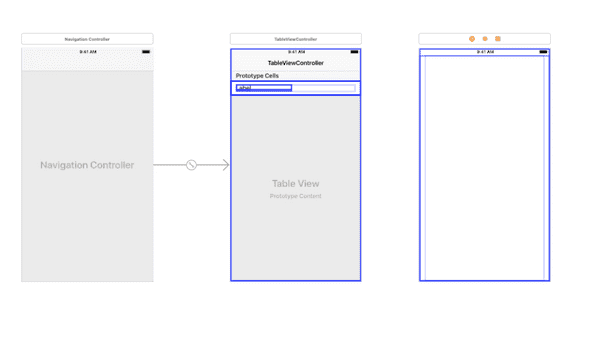 Navigation Controller
9:41 AM
Navigation Controller
TableViewController
9:41 AM
TableViewController
Prototype Cells
Label
Table View
Prototype Content
9:41 AM